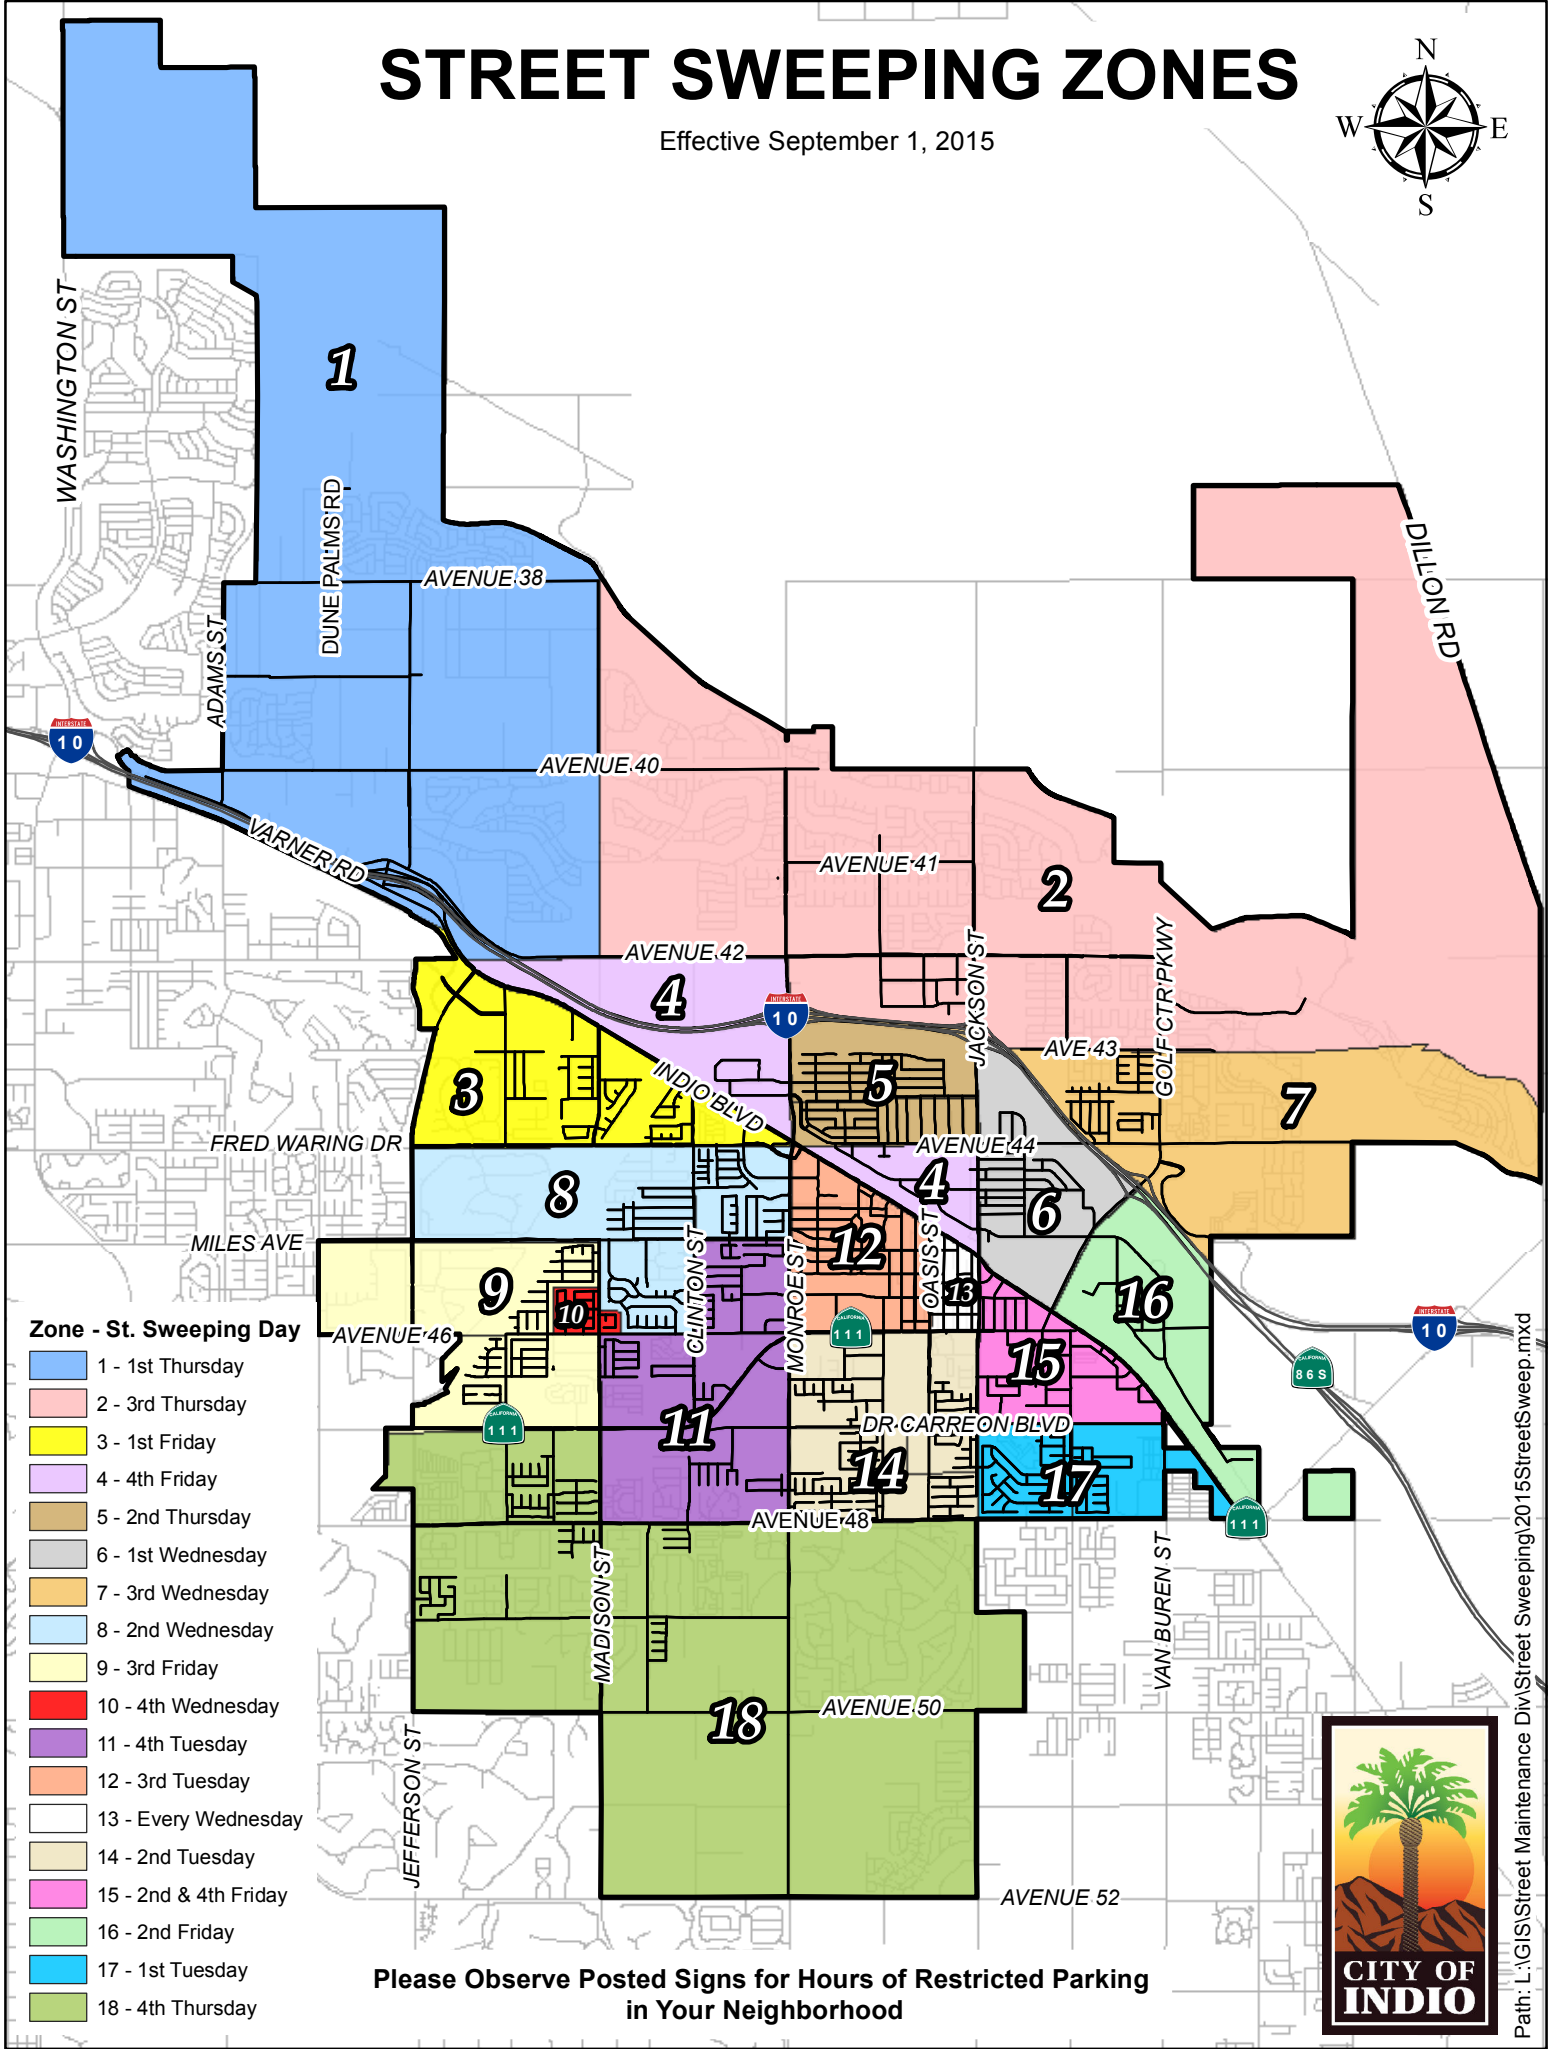 STREET SWEEPING ZONES
Effective September 1, 2015
N
W
E
S
WASHINGTON ST
1
DUNE PALMS RD
AVENUE 38
DILLON RD
ADAMS ST
INTERSTATE
10
AVENUE 40
VARNER RD
AVENUE 41
2
AVENUE 42
JACKSON ST
GOLF CTR PKWY
4
INTERSTATE
10
AVE 43
3
INDIO BLVD
5
7
FRED WARING DR
AVENUE 44
8
4
6
MILES AVE
CLINTON ST
MONROE ST
12
OASIS ST
9
10
13
16
AVENUE 46
CALIFORNIA
111
INTERSTATE
10
15
CALIFORNIA
86 S
CALIFORNIA
111
11
DR CARREON BLVD
14
17
AVENUE 48
CALIFORNIA
111
MADISON ST
VAN BUREN ST
18
AVENUE 50
JEFFERSON ST
AVENUE 52
Zone - St. Sweeping Day
1 - 1st Thursday
2 - 3rd Thursday
3 - 1st Friday
4 - 4th Friday
5 - 2nd Thursday
6 - 1st Wednesday
7 - 3rd Wednesday
8 - 2nd Wednesday
9 - 3rd Friday
10 - 4th Wednesday
11 - 4th Tuesday
12 - 3rd Tuesday
13 - Every Wednesday
14 - 2nd Tuesday
15 - 2nd & 4th Friday
16 - 2nd Friday
17 - 1st Tuesday
18 - 4th Thursday
Please Observe Posted Signs for Hours of Restricted Parking
in Your Neighborhood
CITY OF
INDIO
Path: L:\GIS\Street Maintenance Div\Street Sweeping\2015StreetSweep.mxd